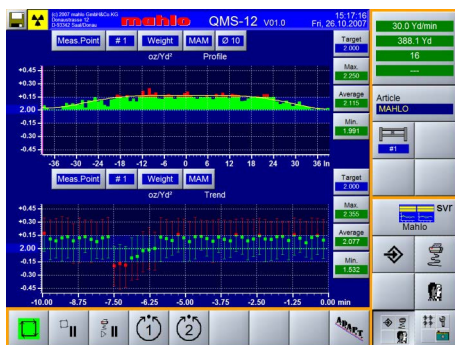 (c) 2007 mahlo GmbH&Co.KG
Donaustrasse 12
D-93342 Saal/Donau
mahlo
QMS-12 V01.0
15:17:16
Fri, 26.10.2007
30.0 Yd/min
388.1 Yd
16
---
Meas.Point #1 Weight MAM Ø 10
oz/Yd² Profile
Target
2.000
Max.
2.250
Average
2.115
Min.
1.991
+0.45
+0.30
+0.15
2.00
-0.15
-0.30
-0.45
-36 -30 -24 -18 -12 -6 0 6 12 18 24 30 36 In
Article
MAHLO
#1
Meas.Point #1 Weight MAM
oz/Yd² Trend
Target
2.000
Max.
2.355
Average
2.077
Min.
1.532
+0.45
+0.30
+0.15
2.00
-0.15
-0.30
-0.45
-10.00 -8.75 -7.50 -6.25 -5.00 -3.75 -2.50 -1.25 0.00 min
svr
Mahlo
1
2